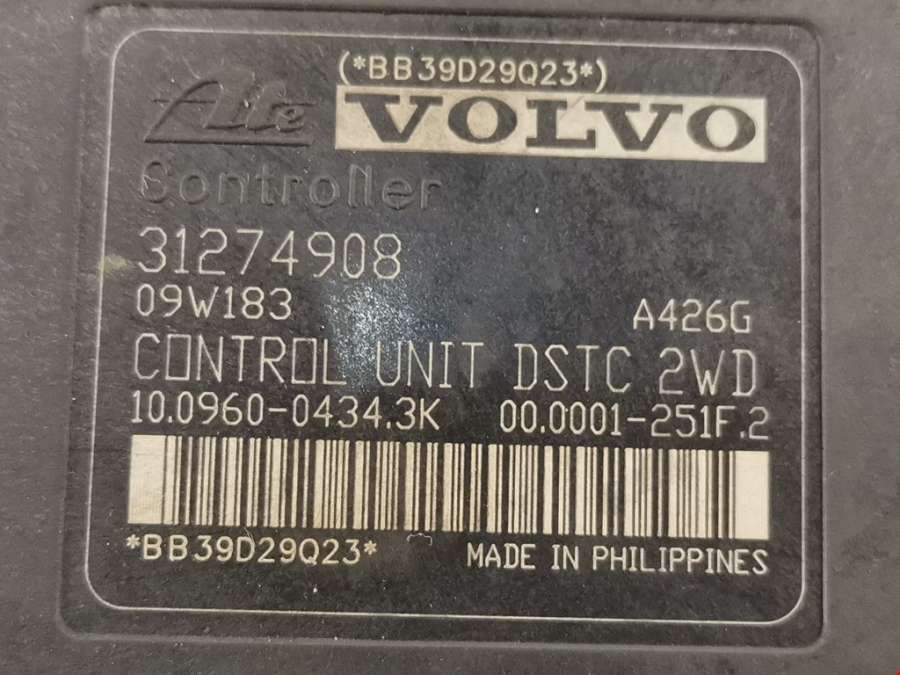 (*BB39D29Q23*)
Ate VOLVO
Controller
31274908
09W183 A426G
CONTROL UNIT DSTC 2WD
10.0960-0434.3K 00.0001-251F.2
*BB39D29Q23* MADE IN PHILIPPINES